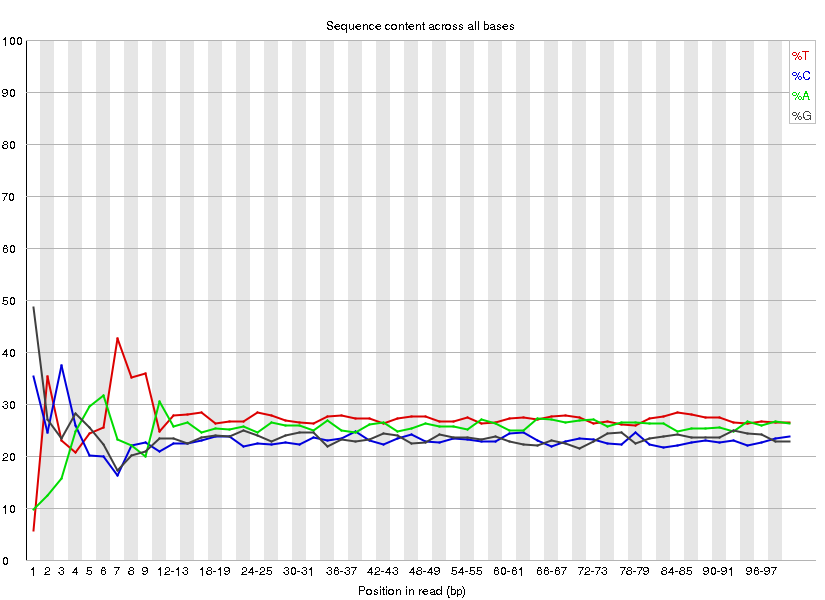 Sequence content across all bases
100
90
80
70
60
50
40
30
20
10
0
%T
%C
%A
%G
1 2 3 4 5 6 7 8 9 12-13 18-19 24-25 30-31 36-37 42-43 48-49 54-55 60-61 66-67 72-73 78-79 84-85 90-91 96-97
Position in read (bp)